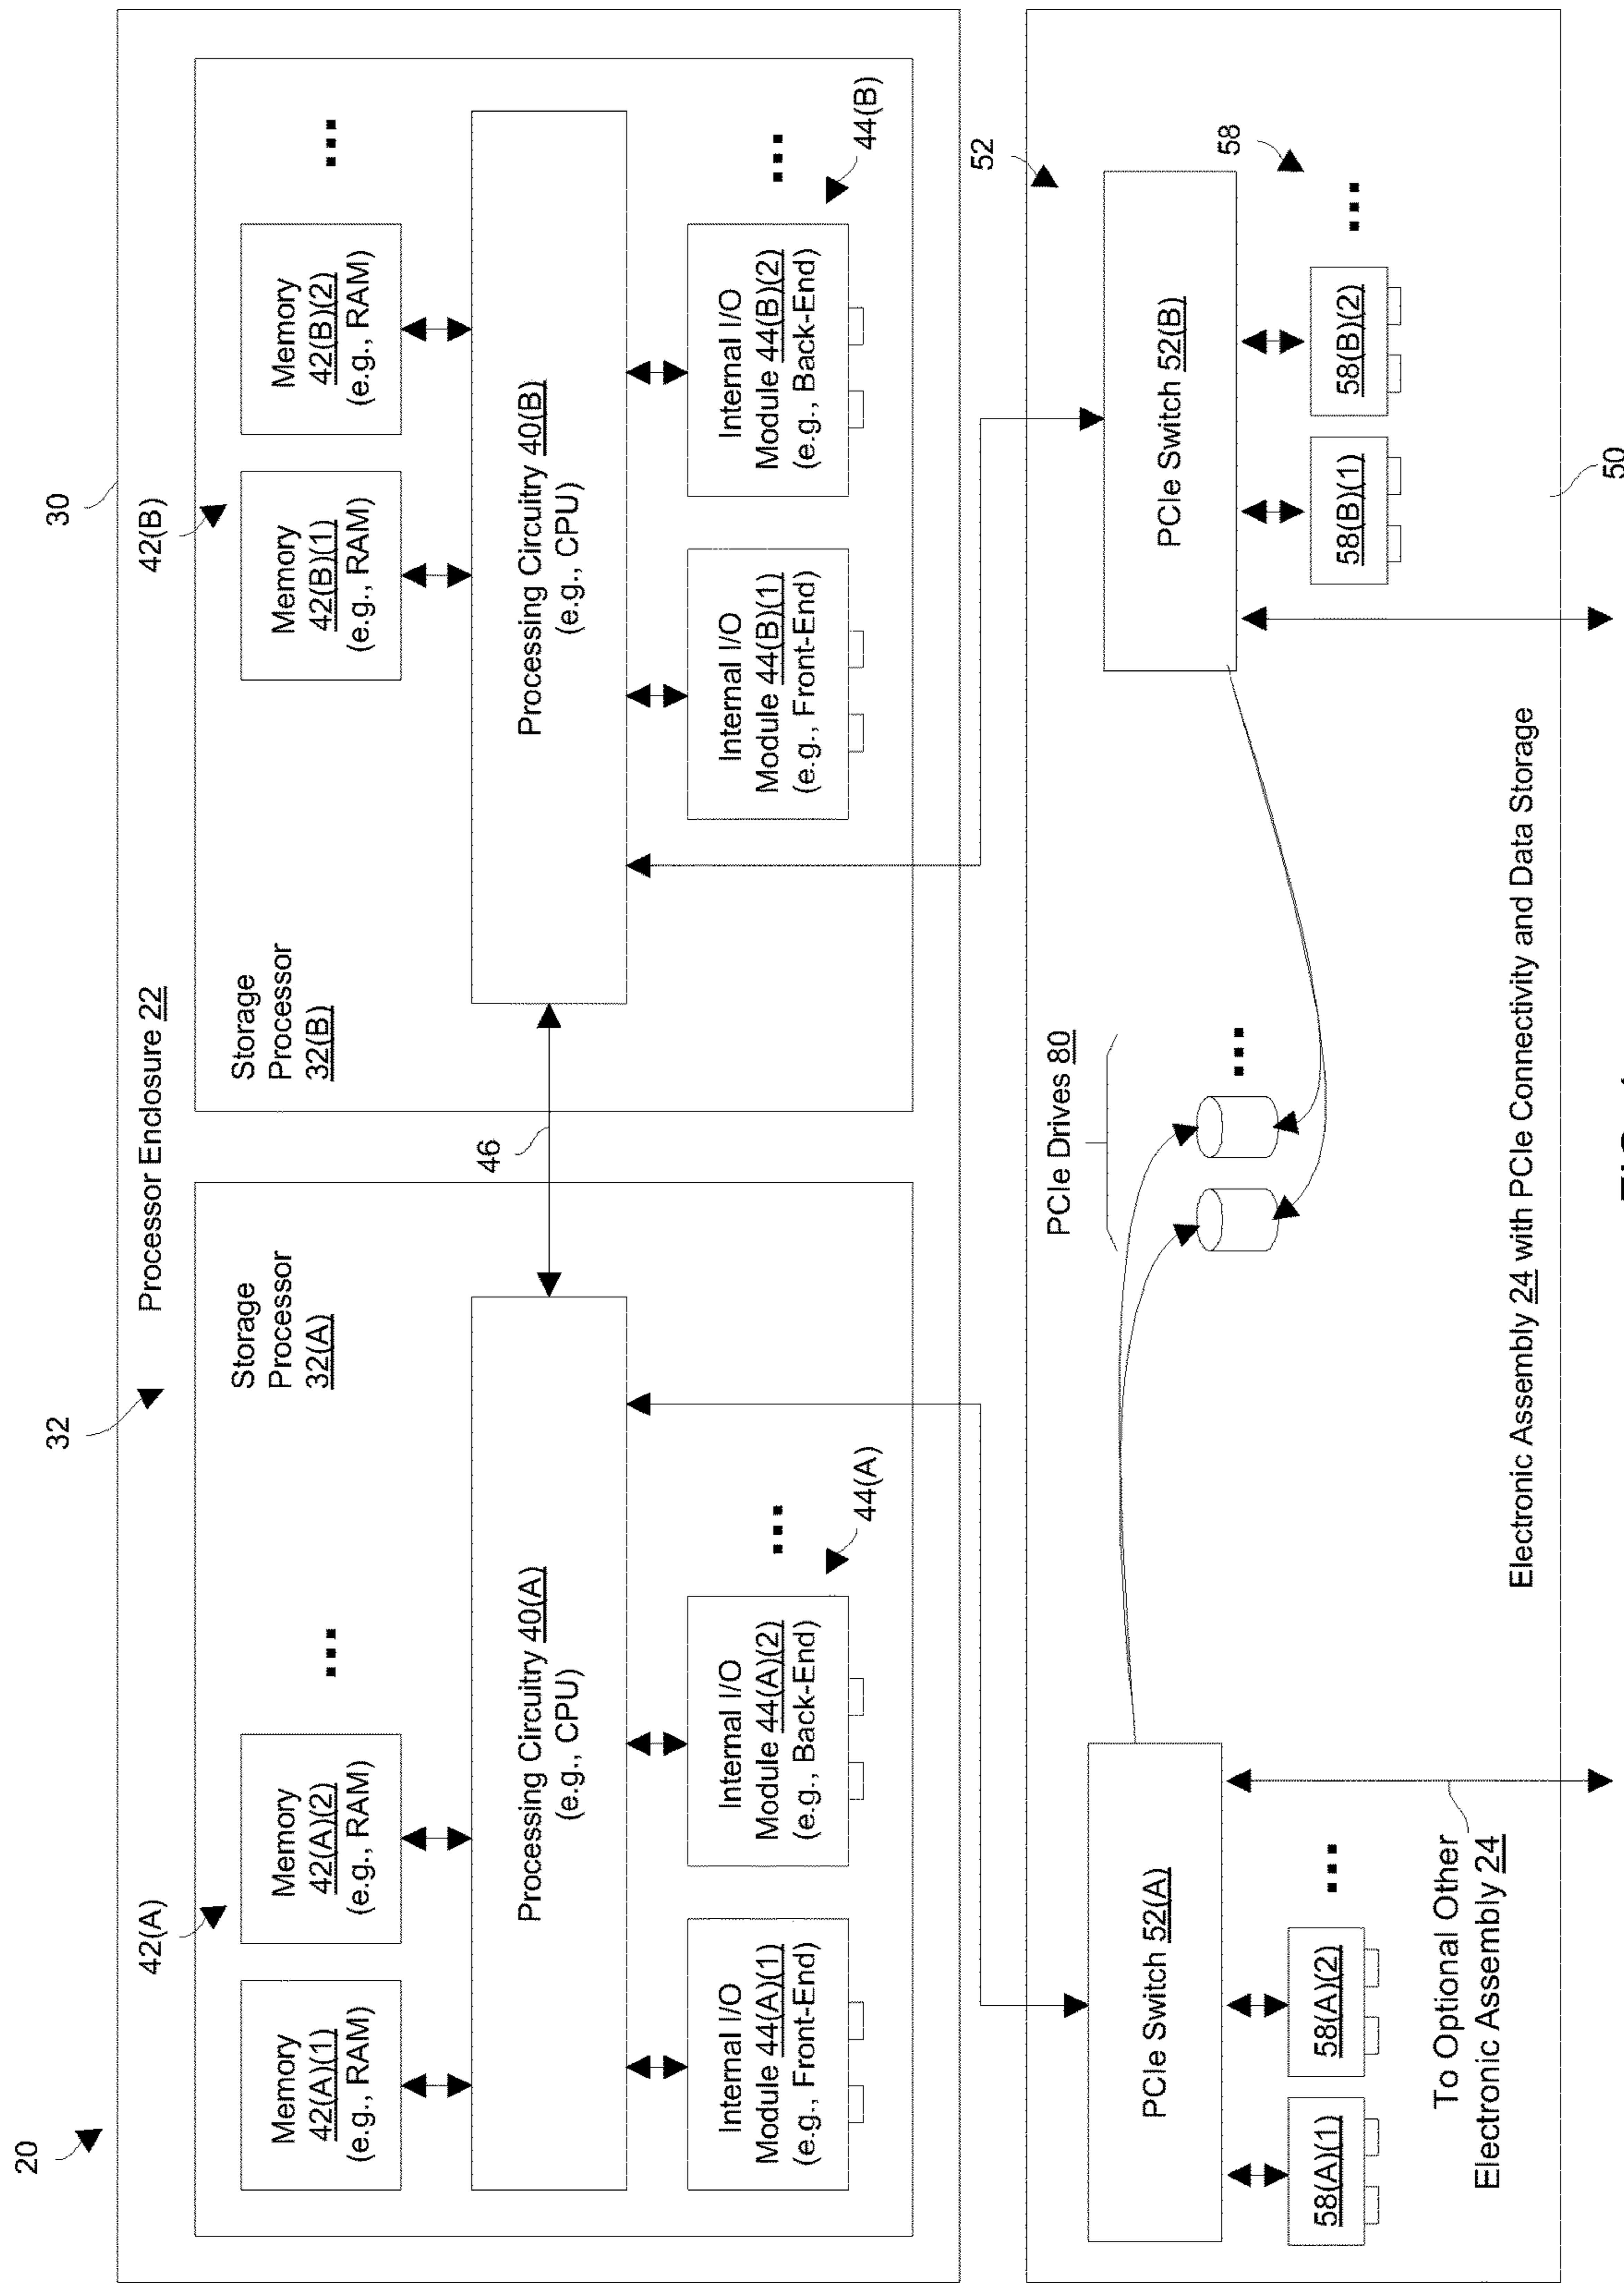 20
32
30
Processor Enclosure 22
Storage
Processor
32(A)
42(A)
Memory
42(A)(1)
(e.g., RAM)
Memory
42(A)(2)
(e.g., RAM)
...
Processing Circuitry 40(A)
(e.g., CPU)
Internal I/O
Module 44(A)(1)
(e.g., Front-End)
Internal I/O
Module 44(A)(2)
(e.g., Back-End)
...
44(A)
46
Storage
Processor
32(B)
42(B)
Memory
42(B)(1)
(e.g., RAM)
Memory
42(B)(2)
(e.g., RAM)
...
Processing Circuitry 40(B)
(e.g., CPU)
Internal I/O
Module 44(B)(1)
(e.g., Front-End)
Internal I/O
Module 44(B)(2)
(e.g., Back-End)
...
44(B)
52
PCIe Switch 52(A)
58(A)(1)
58(A)(2)
...
To Optional Other
Electronic Assembly 24
PCIe Drives 80
...
PCIe Switch 52(B)
58
58(B)(1)
58(B)(2)
...
Electronic Assembly 24 with PCIe Connectivity and Data Storage
50